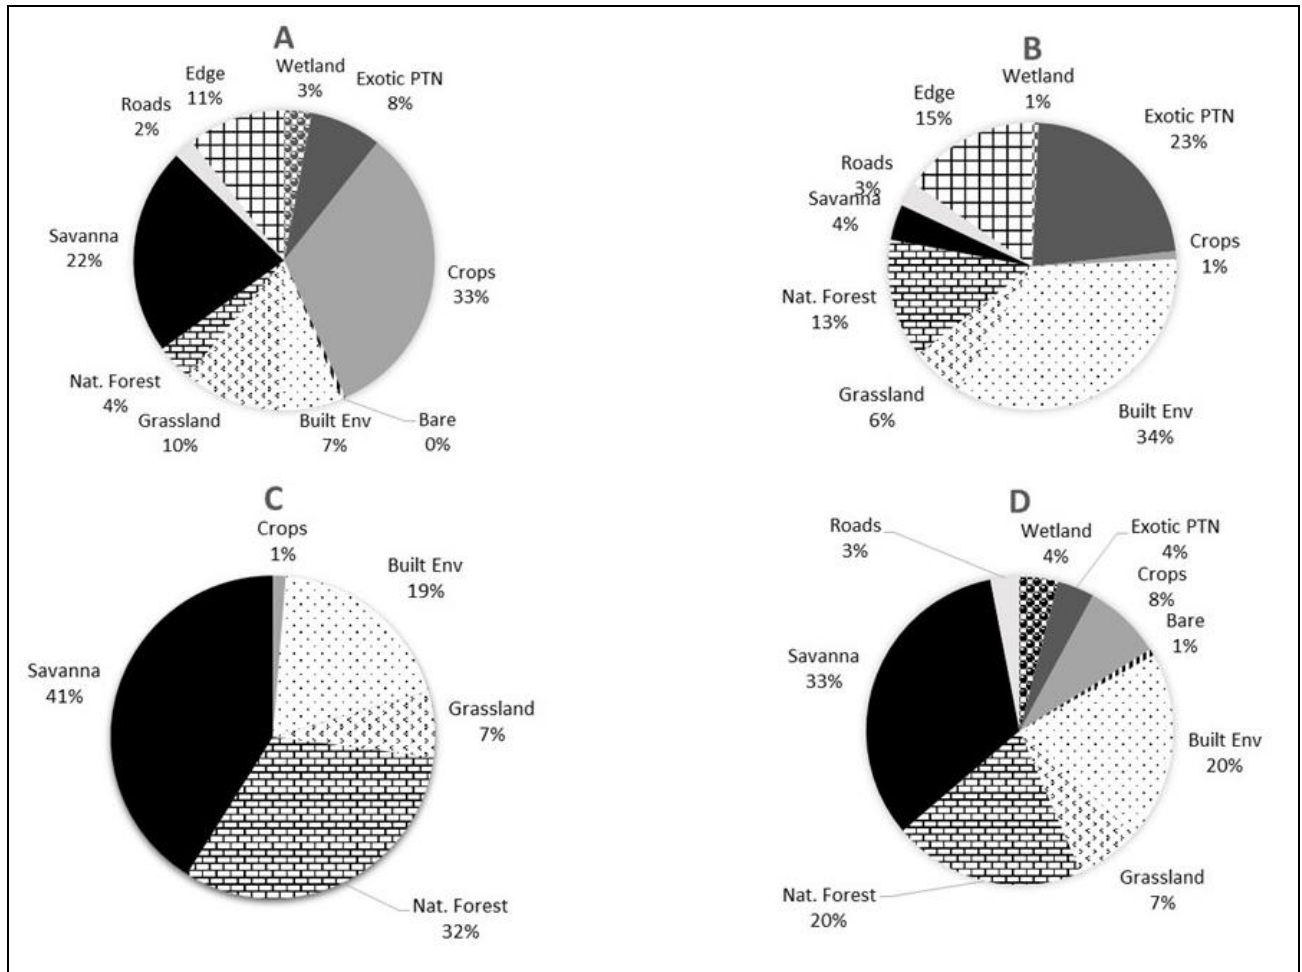 A
Wetland
3%
Exotic PTN
8%
Crops
33%
Bare
0%
Built Env
7%
Grassland
10%
Nat. Forest
4%
Savanna
22%
Roads
2%
Edge
11%
B
Wetland
1%
Exotic PTN
23%
Crops
1%
Built Env
34%
Grassland
6%
Nat. Forest
13%
Savanna
4%
Roads
3%
Edge
15%
C
Crops
1%
Built Env
19%
Grassland
7%
Nat. Forest
32%
Savanna
41%
D
Wetland
4%
Exotic PTN
4%
Crops
8%
Bare
1%
Built Env
20%
Grassland
7%
Nat. Forest
20%
Savanna
33%
Roads
3%